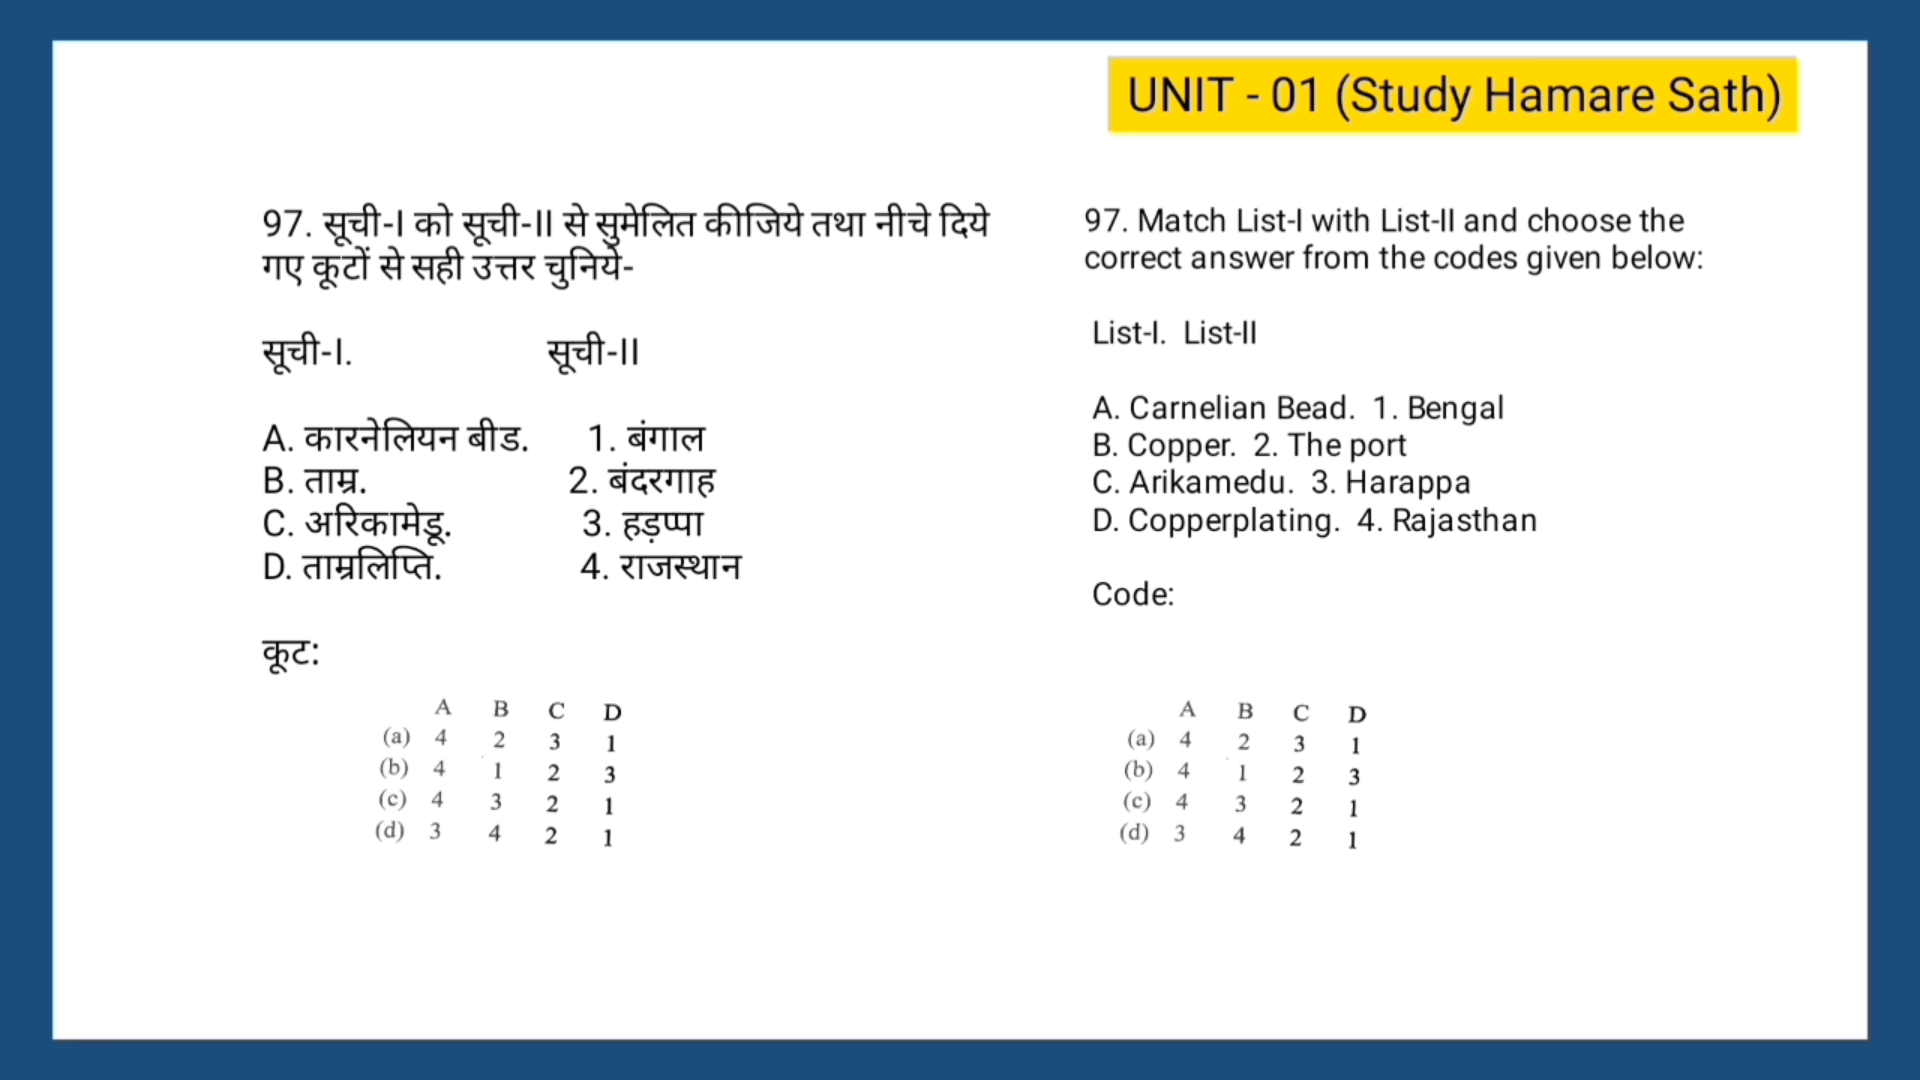 UNIT - 01 (Study Hamare Sath)
97. सूची-I को सूची-II से सुमेलित कीजिये तथा नीचे दिये
गए कूटों से सही उत्तर चुनिये-
सूची-I. सूची-II
A. कारनेलियन बीड. 1. बंगाल
B. ताम्र. 2. बंदरगाह
C. अरिकामेडू. 3. हड़प्पा
D. ताम्रलिप्ति. 4. राजस्थान
कूट:
A B C D
(a) 4 2 3 1
(b) 4 1 2 3
(c) 4 3 2 1
(d) 3 4 2 1
97. Match List-I with List-II and choose the
correct answer from the codes given below:
List-I. List-II
A. Carnelian Bead. 1. Bengal
B. Copper. 2. The port
C. Arikamedu. 3. Harappa
D. Copperplating. 4. Rajasthan
Code:
A B C D
(a) 4 2 3 1
(b) 4 1 2 3
(c) 4 3 2 1
(d) 3 4 2 1